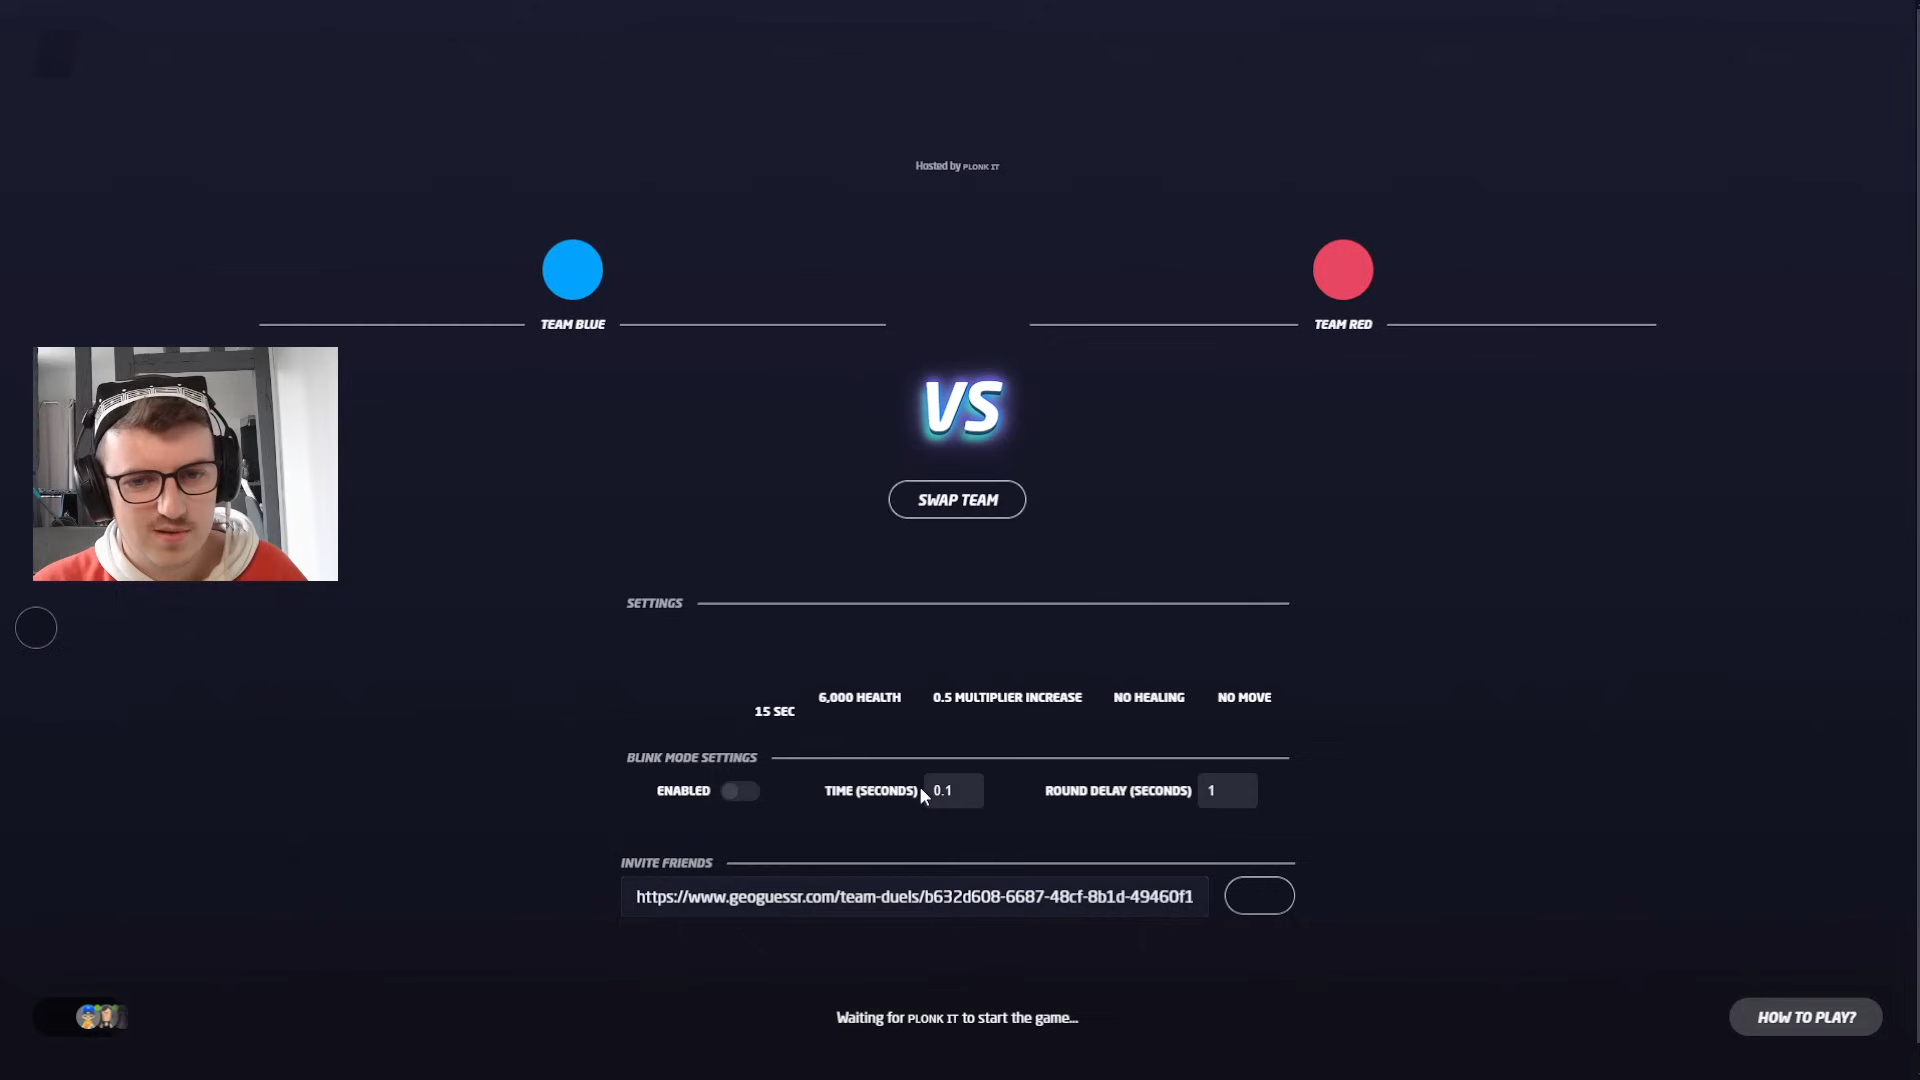 Hosted by PLONK IT
TEAM BLUE
TEAM RED
VS
SWAP TEAM
SETTINGS
15 SEC
6,000 HEALTH
0.5 MULTIPLIER INCREASE
NO HEALING
NO MOVE
BLINK MODE SETTINGS
ENABLED
TIME (SECONDS) 0.1
ROUND DELAY (SECONDS) 1
INVITE FRIENDS
https://www.geoguessr.com/team-duels/b632d608-6687-48cf-8b1d-49460f1
Waiting for PLONK IT to start the game...
HOW TO PLAY?